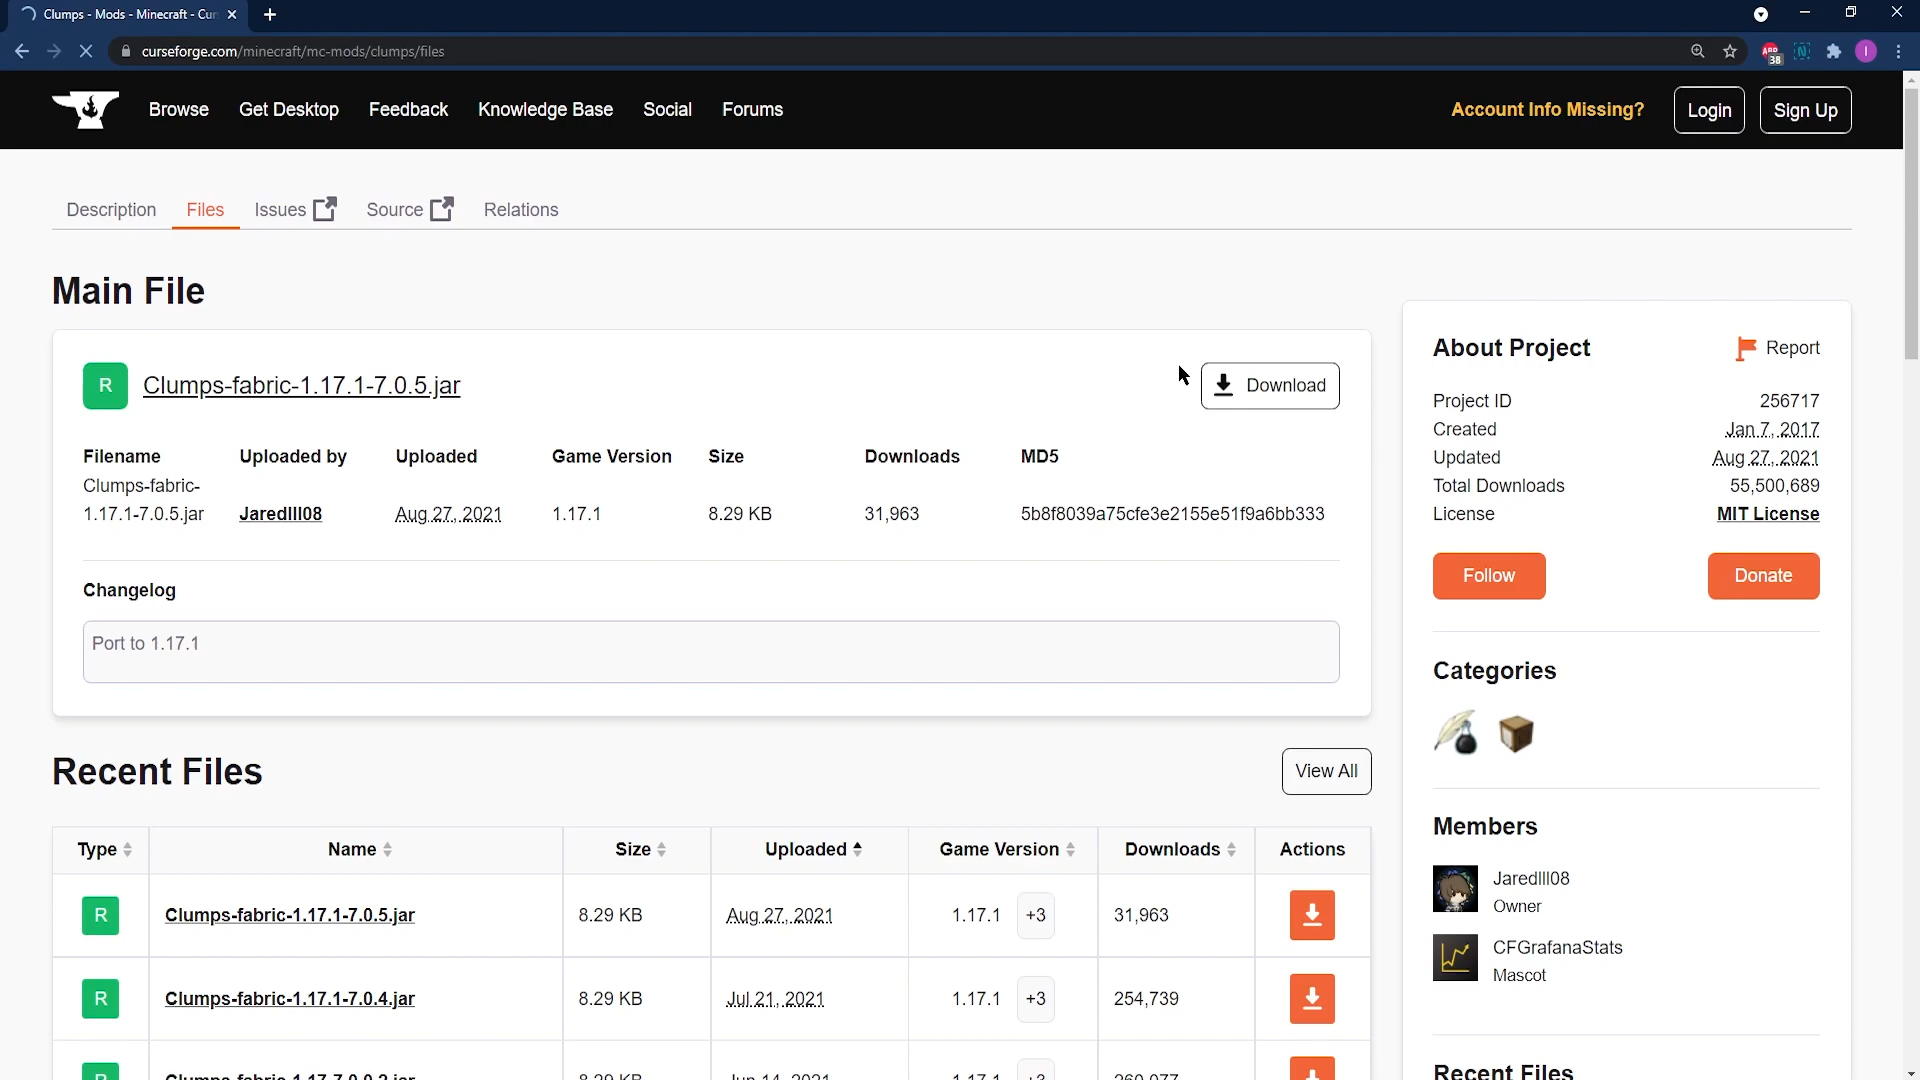 Clumps - Mods - Minecraft - Cur
curseforge.com/minecraft/mc-mods/clumps/files
ABP
38
N
I
Browse
Get Desktop
Feedback
Knowledge Base
Social
Forums
Account Info Missing?
Login
Sign Up
Description
Files
Issues
Source
Relations
Main File
R
Clumps-fabric-1.17.1-7.0.5.jar
Download
Filename
Uploaded by
Uploaded
Game Version
Size
Downloads
MD5
Clumps-fabric-
1.17.1-7.0.5.jar
Jaredlll08
Aug 27, 2021
1.17.1
8.29 KB
31,963
5b8f8039a75cfe3e2155e51f9a6bb333
Changelog
Port to 1.17.1
About Project
Report
Project ID
256717
Created
Jan 7, 2017
Updated
Aug 27, 2021
Total Downloads
55,500,689
License
MIT License
Follow
Donate
Categories
Members
Jaredlll08
Owner
CFGrafanaStats
Mascot
Recent Files
Recent Files
View All
Type
Name
Size
Uploaded
Game Version
Downloads
Actions
R
Clumps-fabric-1.17.1-7.0.5.jar
8.29 KB
Aug 27, 2021
1.17.1
+3
31,963
R
Clumps-fabric-1.17.1-7.0.4.jar
8.29 KB
Jul 21, 2021
1.17.1
+3
254,739